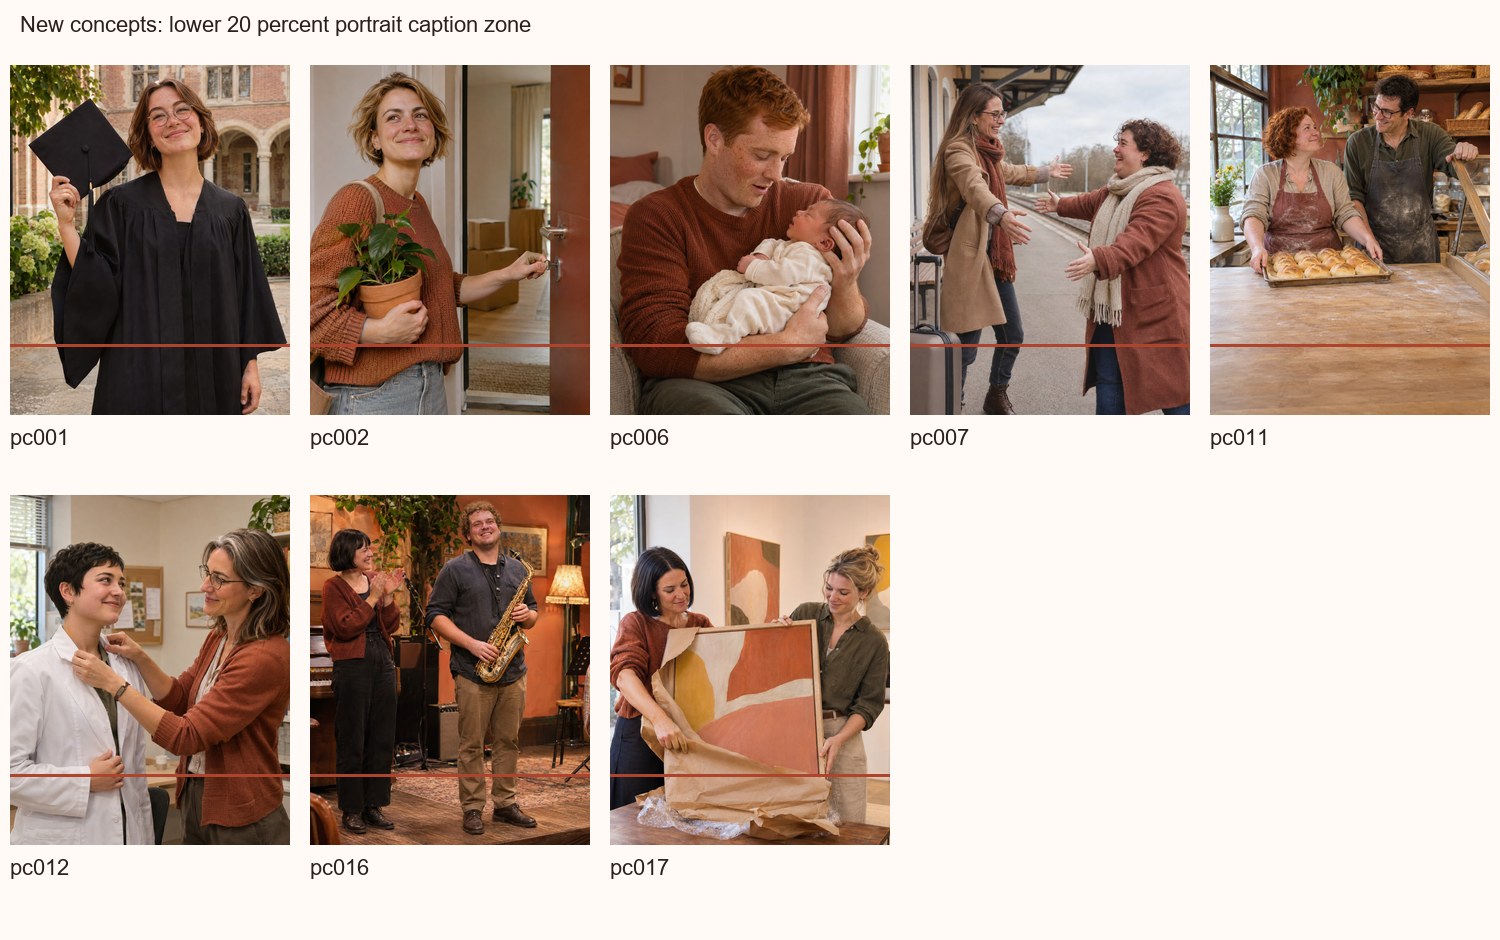 New concepts: lower 20 percent portrait caption zone
pc001
pc002
pc006
pc007
pc011
pc012
pc016
pc017